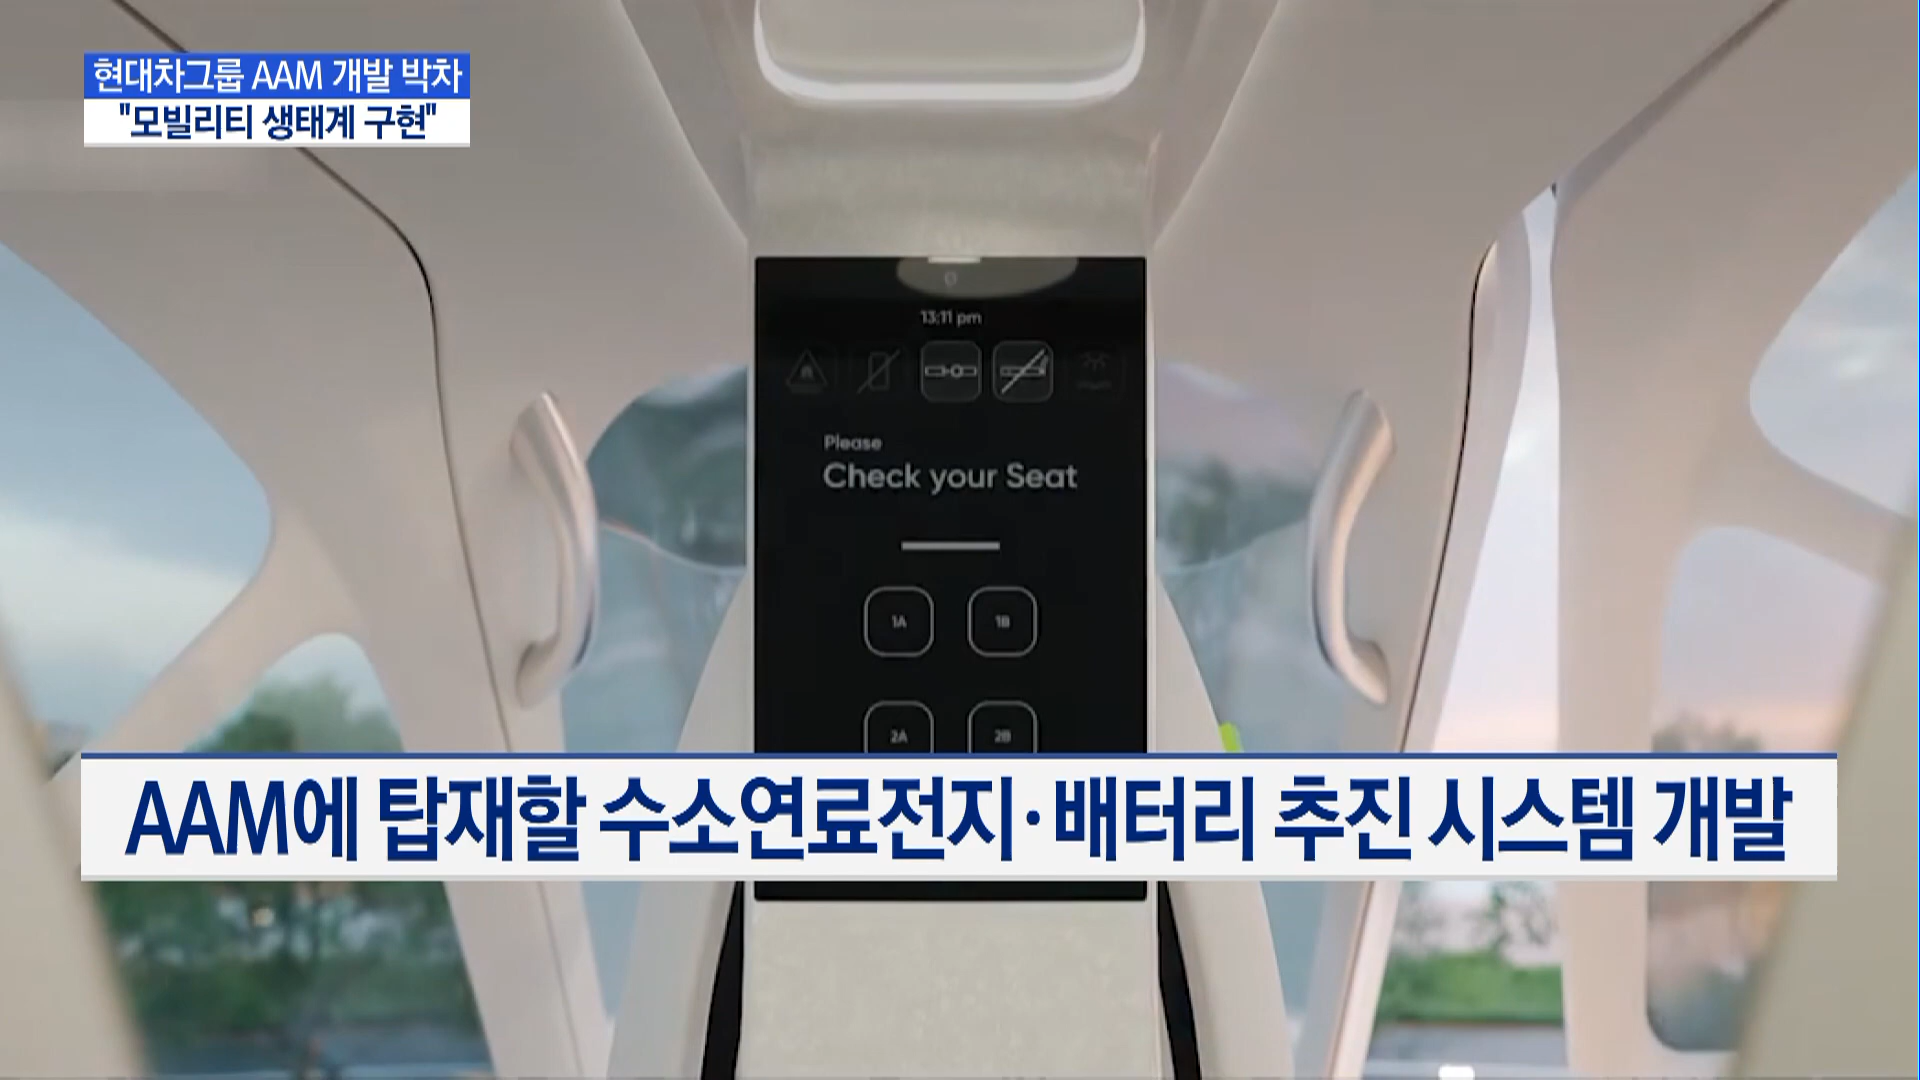 현대차그룹 AAM 개발 박차
"모빌리티 생태계 구현"
13:11 pm
Please
Check your Seat
1A 1B
2A 2B
AAM에 탑재할 수소연료전지·배터리 추진 시스템 개발